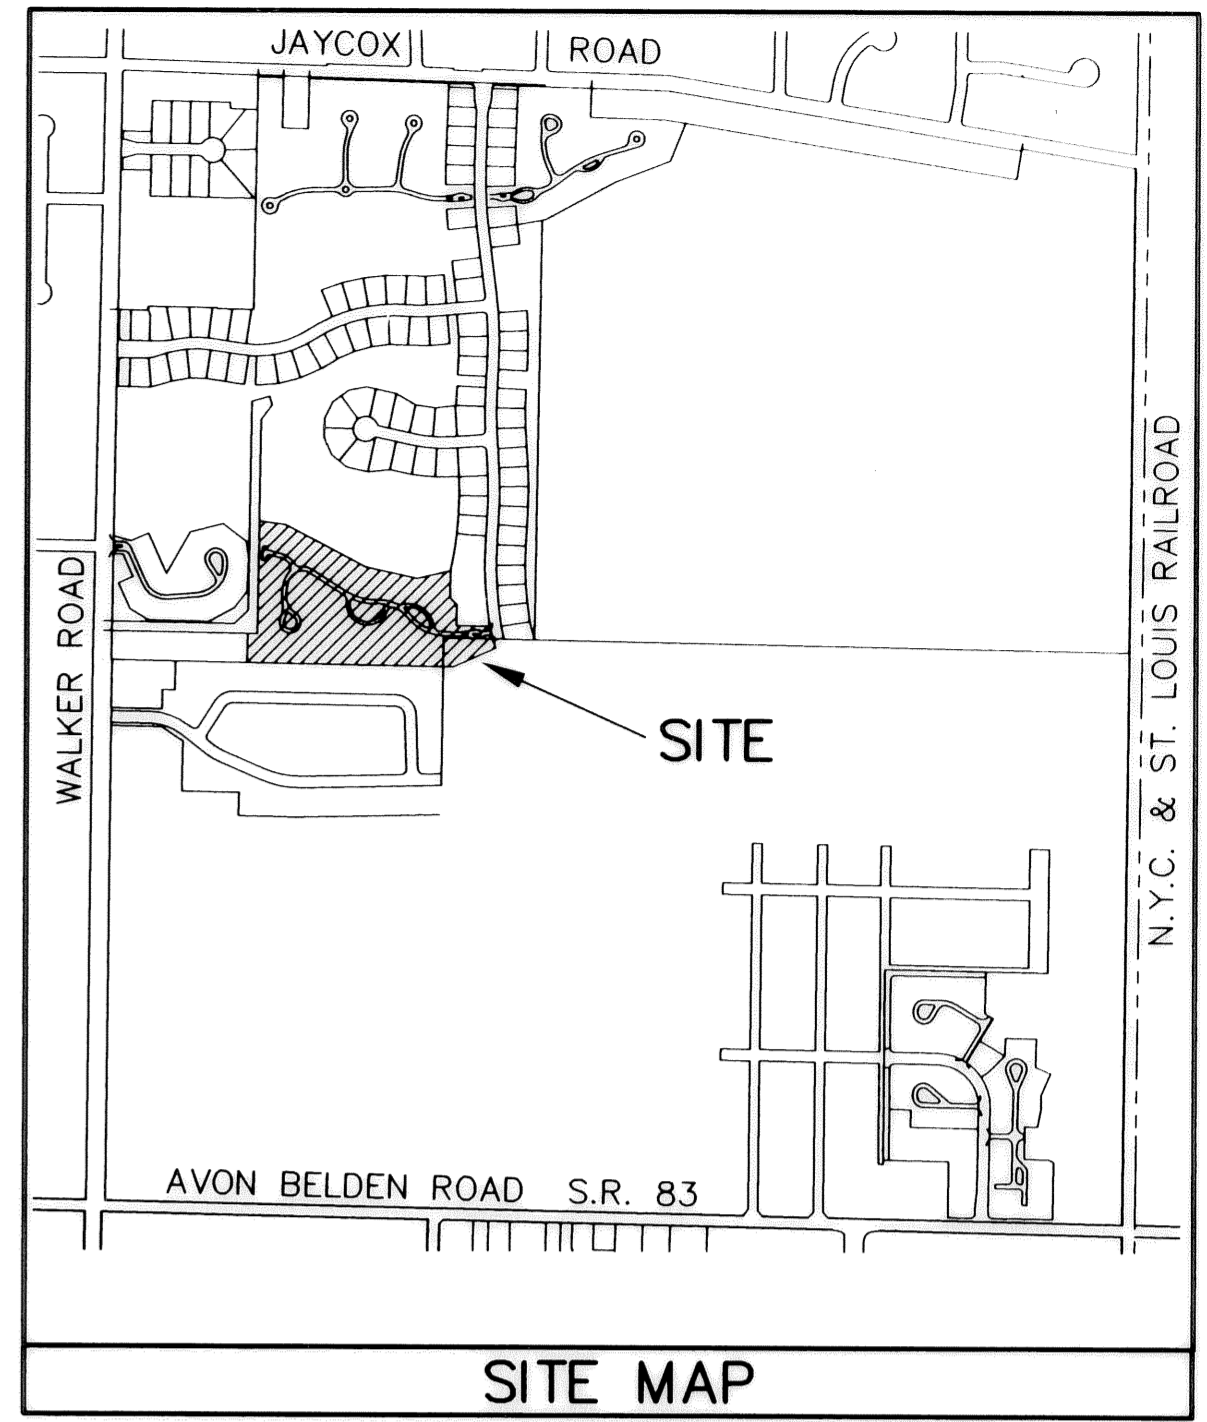 JAYCOX ROAD
WALKER ROAD
N.Y.C. & ST. LOUIS RAILROAD
SITE
AVON BELDEN ROAD S.R. 83
SITE MAP